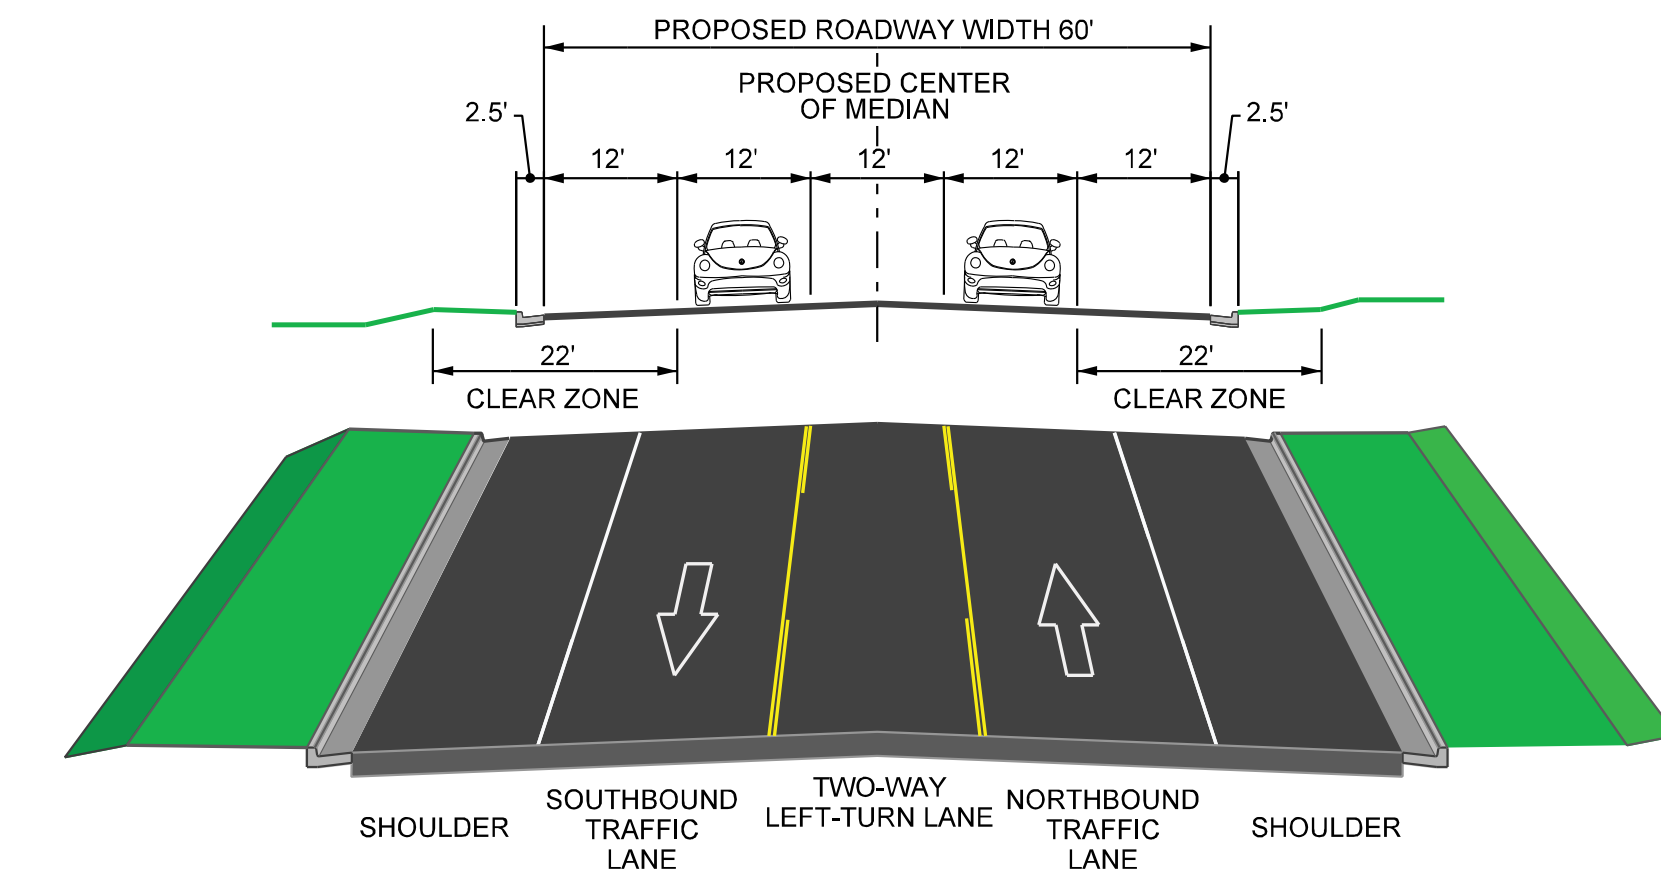 PROPOSED ROADWAY WIDTH 60'
PROPOSED CENTER
OF MEDIAN
2.5'
2.5'
12'
12'
12'
12'
12'
22'
22'
CLEAR ZONE
CLEAR ZONE
SHOULDER
SOUTHBOUND
TRAFFIC
LANE
TWO-WAY
LEFT-TURN LANE
NORTHBOUND
TRAFFIC
LANE
SHOULDER